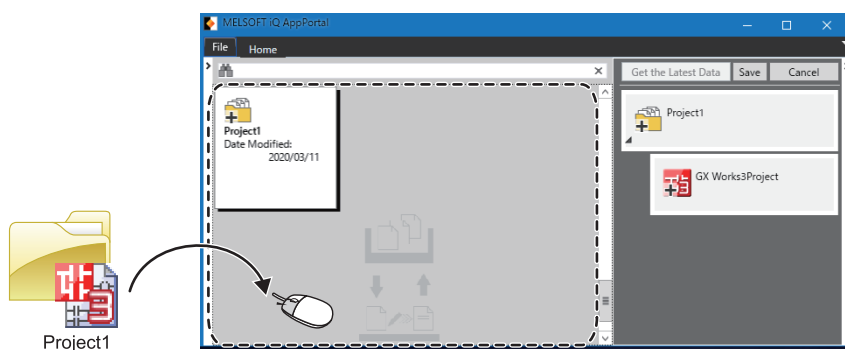 MELSOFT iQ AppPortal
File Home
Get the Latest Data Save Cancel
Project1
Date Modified:
2020/03/11
Project1
GX Works3Project
Project1